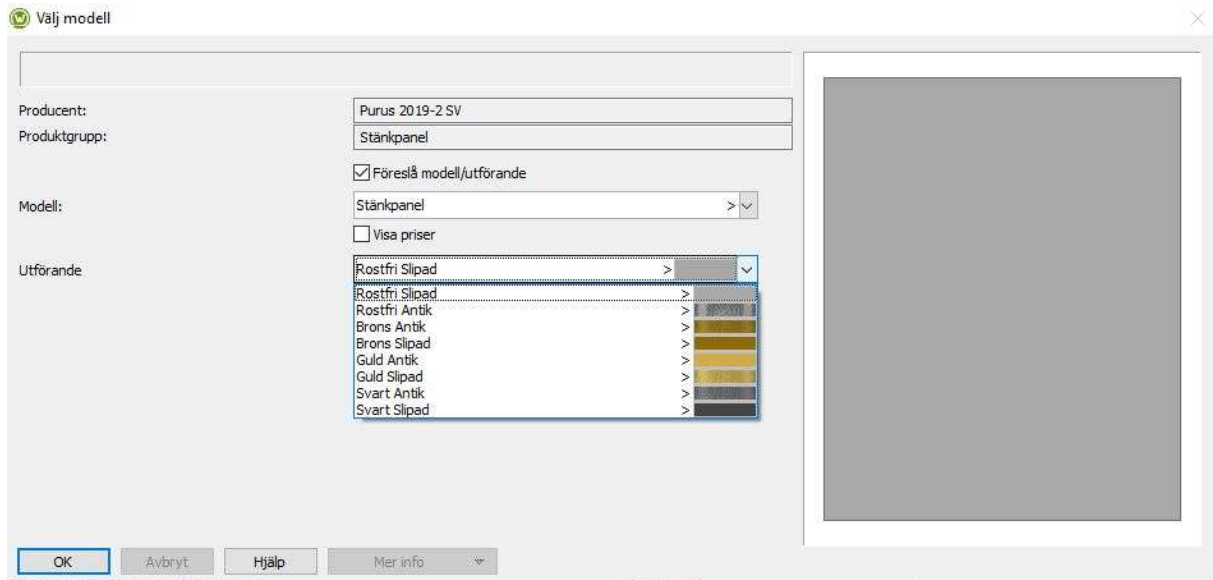 Välj modell
Producent:
Purus 2019-2 SV
Produktgrupp:
Stänkpanel
Föreslå modell/utförande
Modell:
Stänkpanel >
Visa priser
Utförande
Rostfri Slipad >
Rostfri Slipad >
Rostfri Antik >
Brons Antik >
Brons Slipad >
Guld Antik >
Guld Slipad >
Svart Antik >
Svart Slipad >
OK Avbryt Hjälp Mer info